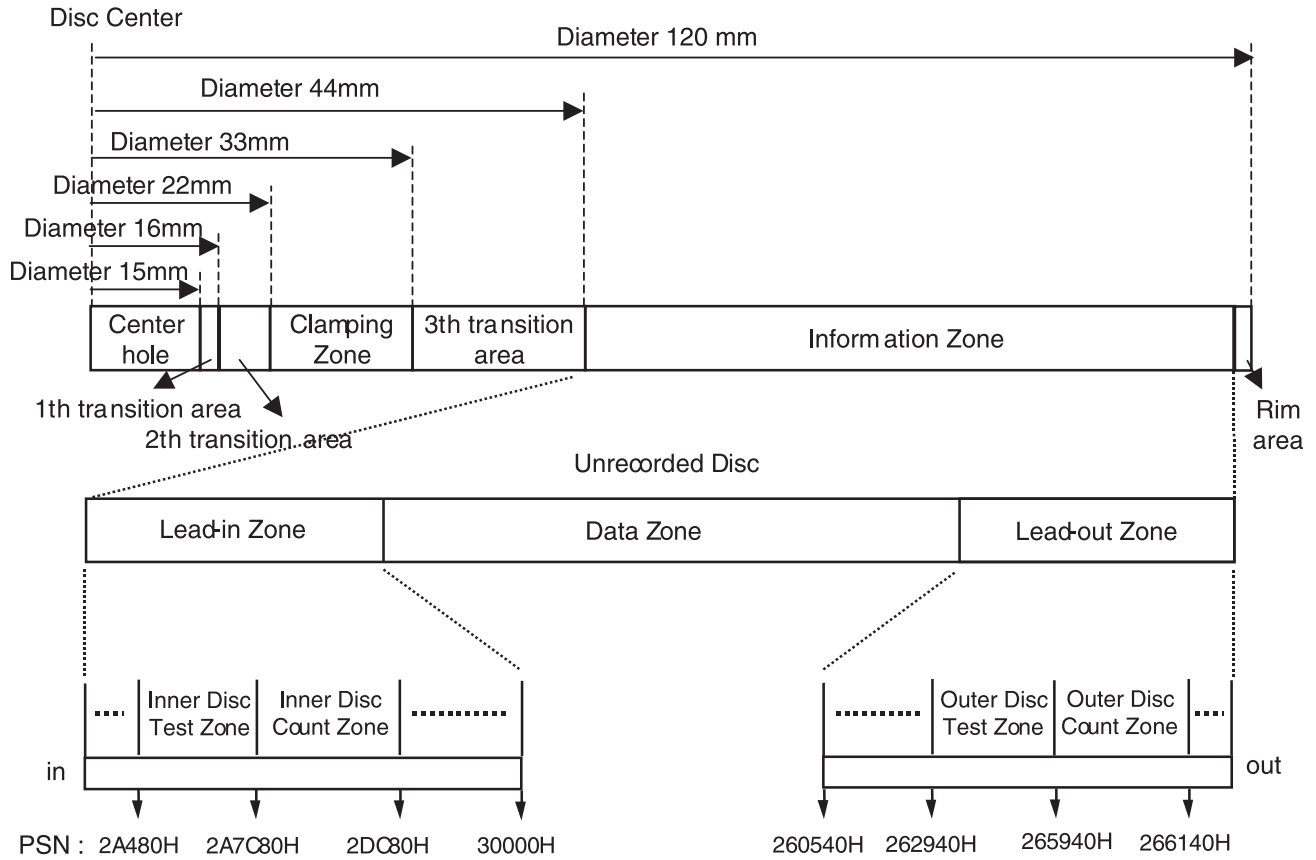 Disc Center
Diameter 120 mm
Diameter 44mm
Diameter 33mm
Diameter 22mm
Diameter 16mm
Diameter 15mm
Center hole
Clamping Zone
3th transition area
Information Zone
1th transition area
2th transition area
Rim area
Unrecorded Disc
Lead-in Zone
Data Zone
Lead-out Zone
Inner Disc Test Zone
Inner Disc Count Zone
Outer Disc Test Zone
Outer Disc Count Zone
in
out
PSN : 2A480H 2A7C80H 2DC80H 30000H 260540H 262940H 265940H 266140H